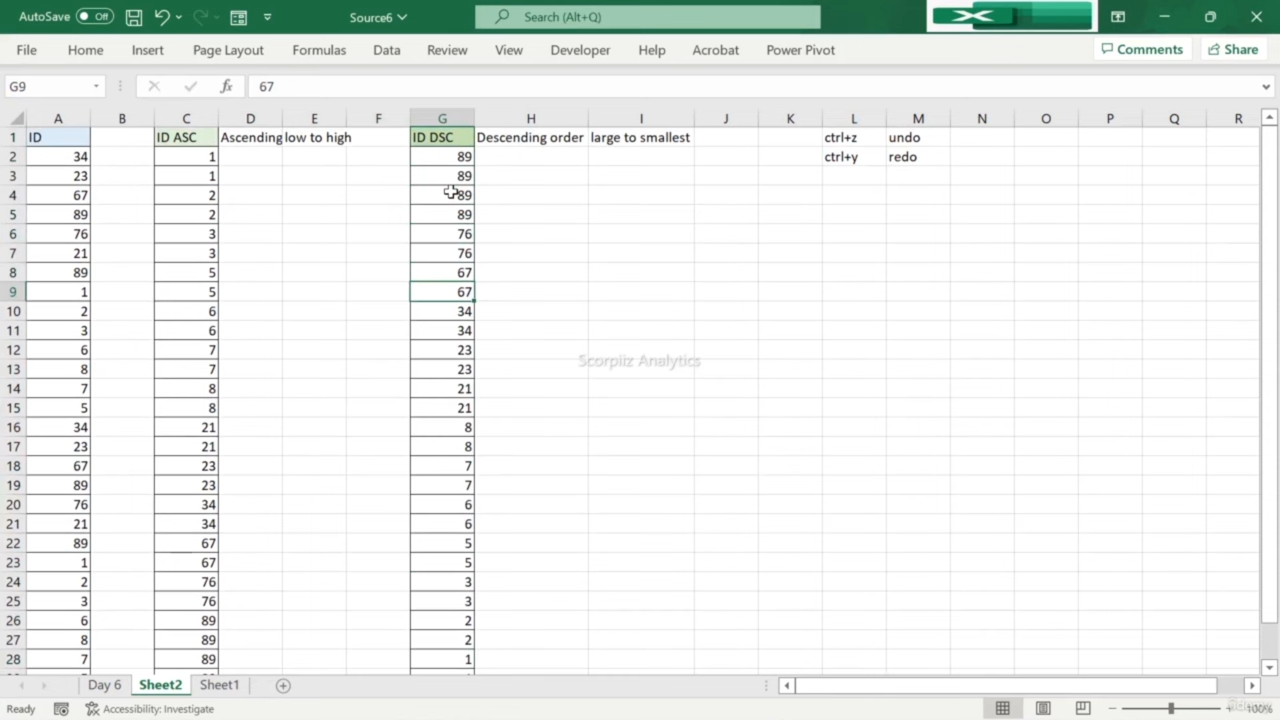 AutoSave Off Source6 Search (Alt+Q)
File Home Insert Page Layout Formulas Data Review View Developer Help Acrobat Power Pivot Comments Share
G9 fx 67
A B C D E F G H I J K L M N O P Q R
1 ID ID ASC Ascending low to high ID DSC Descending order large to smallest ctrl+z undo
2 34 1 89 ctrl+y redo
3 23 1 89
4 67 2 89
5 89 2 89
6 76 3 76
7 21 3 76
8 89 5 67
9 1 5 67
10 2 6 34
11 3 6 34
12 6 7 23
Scorpiiz Analytics
13 8 7 23
14 7 8 21
15 5 8 21
16 34 21 8
17 23 21 8
18 67 23 7
19 89 23 7
20 76 34 6
21 21 34 6
22 89 67 5
23 1 67 5
24 2 76 3
25 3 76 3
26 6 89 2
27 8 89 2
28 7 89 1
Day 6 Sheet2 Sheet1
Ready Accessibility: Investigate 100%